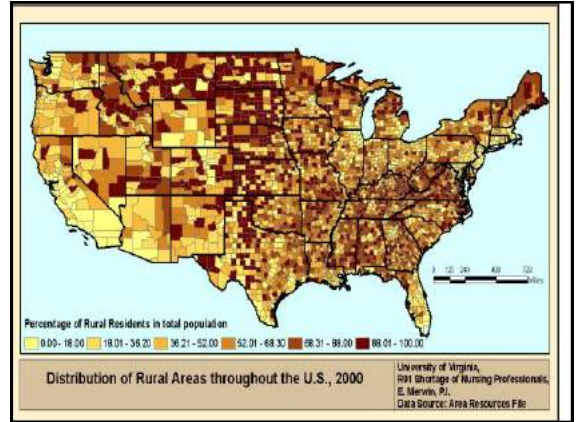 0 120 240 480 720
Miles
Percentage of Rural Residents in total population
0.00 - 18.00 18.01 - 36.20 36.21 - 52.00 52.01 - 68.30 68.31 - 88.00 88.01 - 100.00
Distribution of Rural Areas throughout the U.S., 2000
University of Virginia,
R01 Shortage of Nursing Professionals,
E. Merwin, P.I.
Data Source: Area Resources File